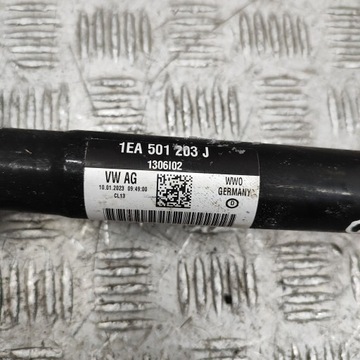 1EA 501 203 J
1306I02
VW AG
10.01.2023 09:49:00
CL13
WWO
GERMANY